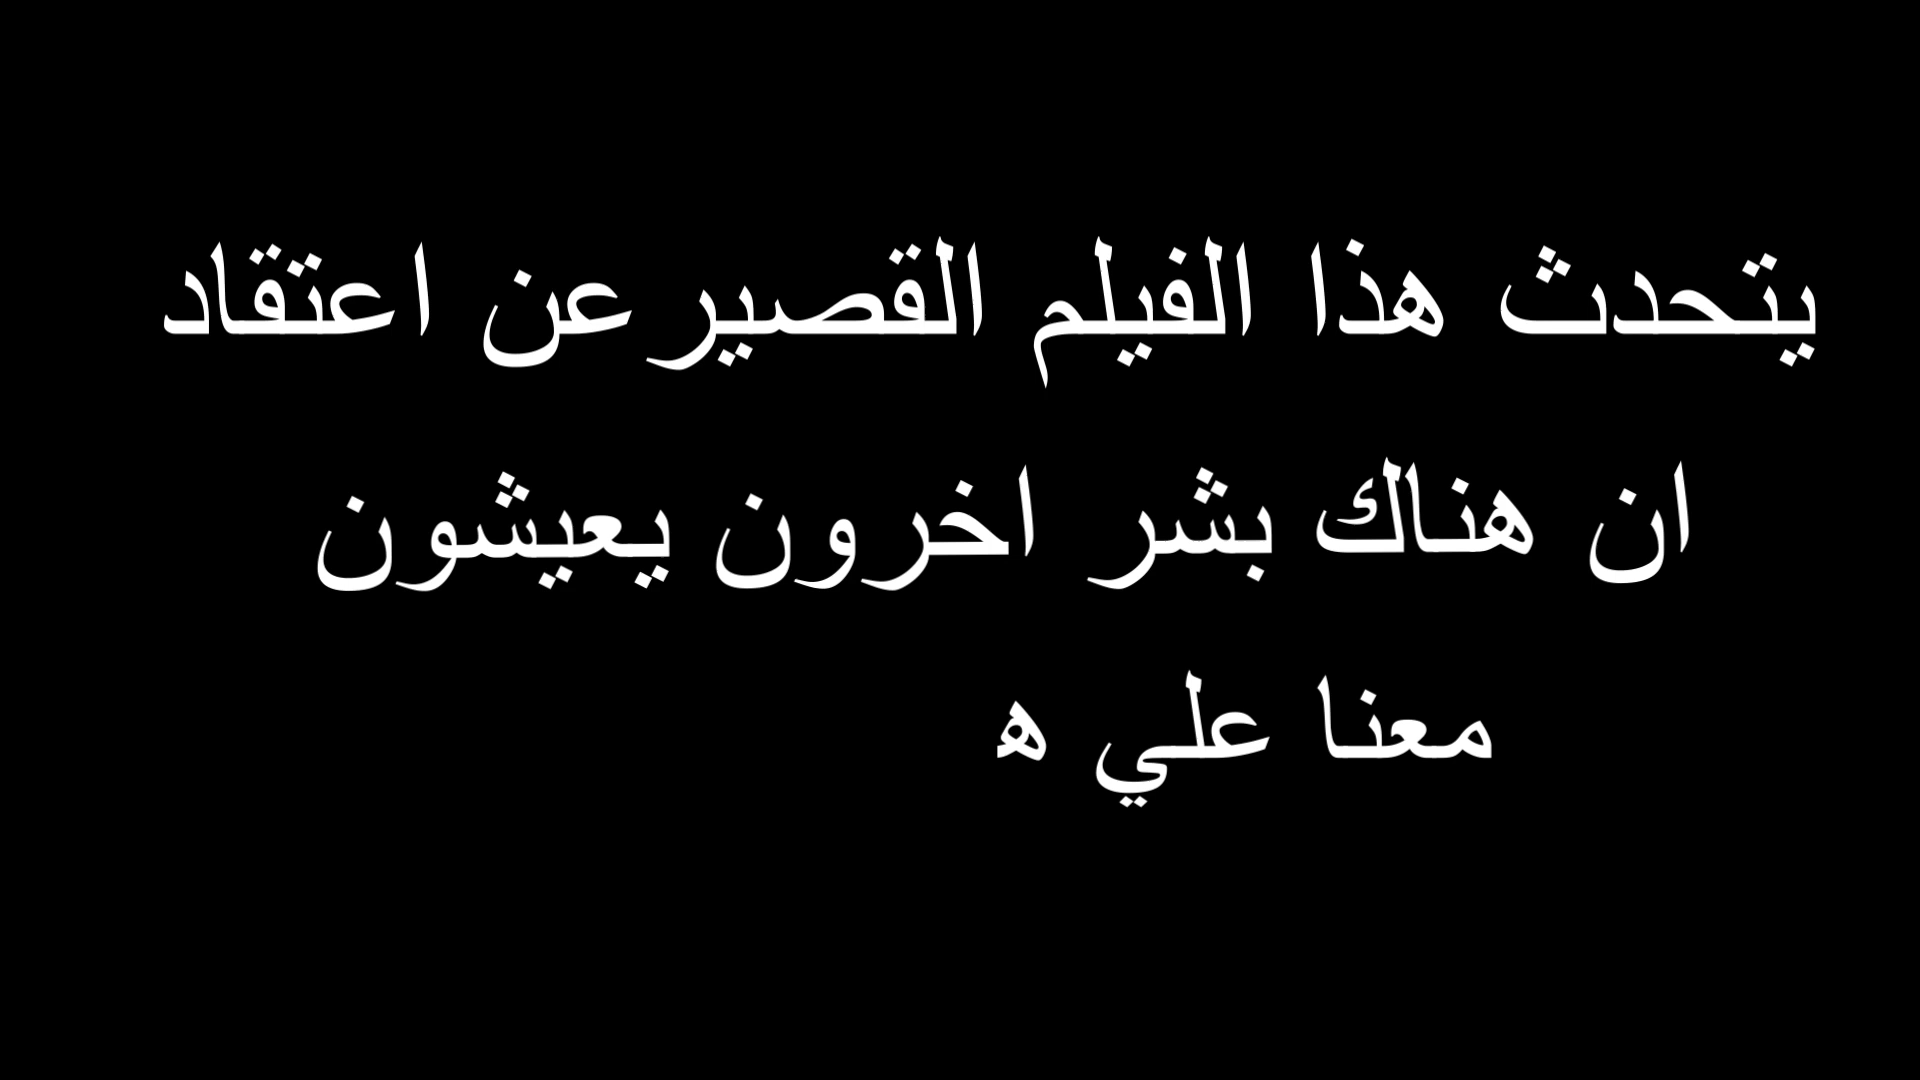 يتحدث هذا الفيلم القصيرعن اعتقاد
ان هناك بشر اخرون يعيشون
معنا علي ه